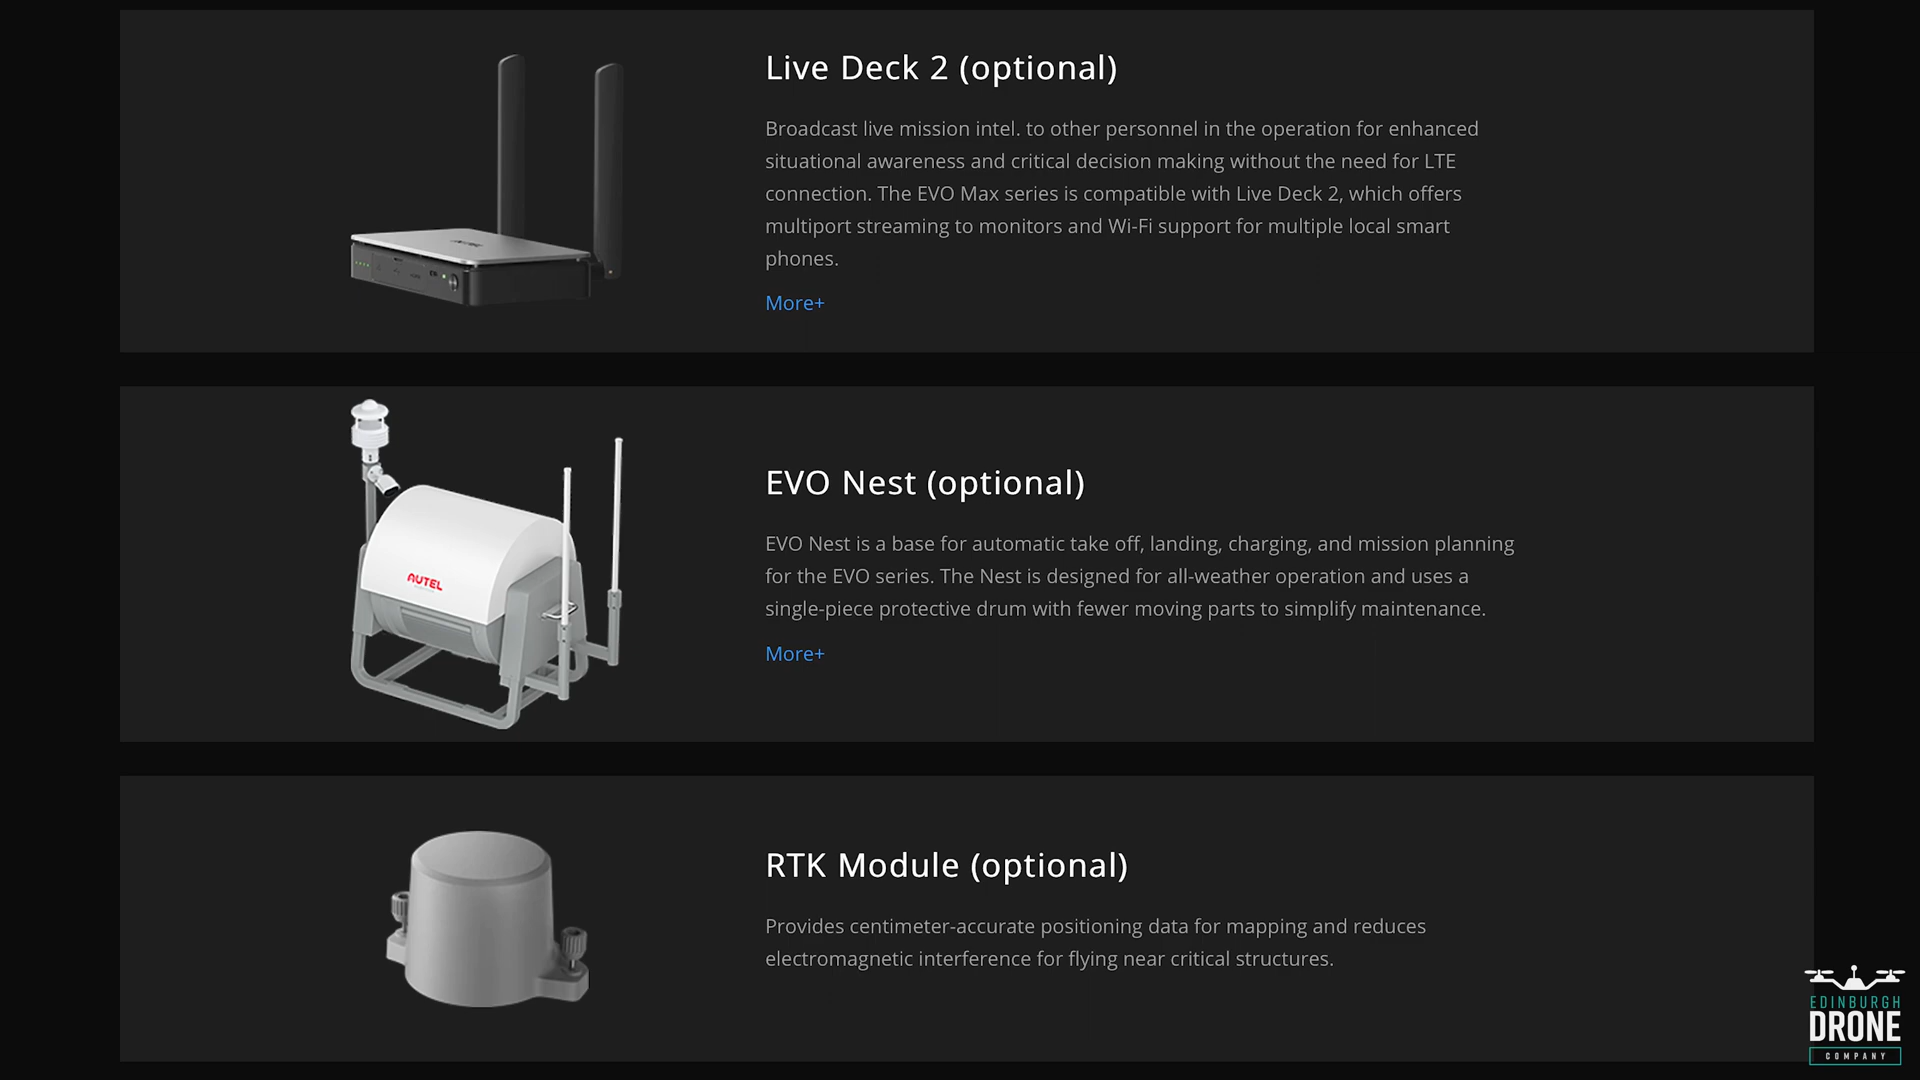 Live Deck 2 (optional)
Broadcast live mission intel. to other personnel in the operation for enhanced
situational awareness and critical decision making without the need for LTE
connection. The EVO Max series is compatible with Live Deck 2, which offers
multiport streaming to monitors and Wi-Fi support for multiple local smart
phones.
More+
AUTEL
EVO Nest (optional)
EVO Nest is a base for automatic take off, landing, charging, and mission planning
for the EVO series. The Nest is designed for all-weather operation and uses a
single-piece protective drum with fewer moving parts to simplify maintenance.
More+
AUTEL
RTK Module (optional)
Provides centimeter-accurate positioning data for mapping and reduces
electromagnetic interference for flying near critical structures.
EDINBURGH
DRONE
COMPANY